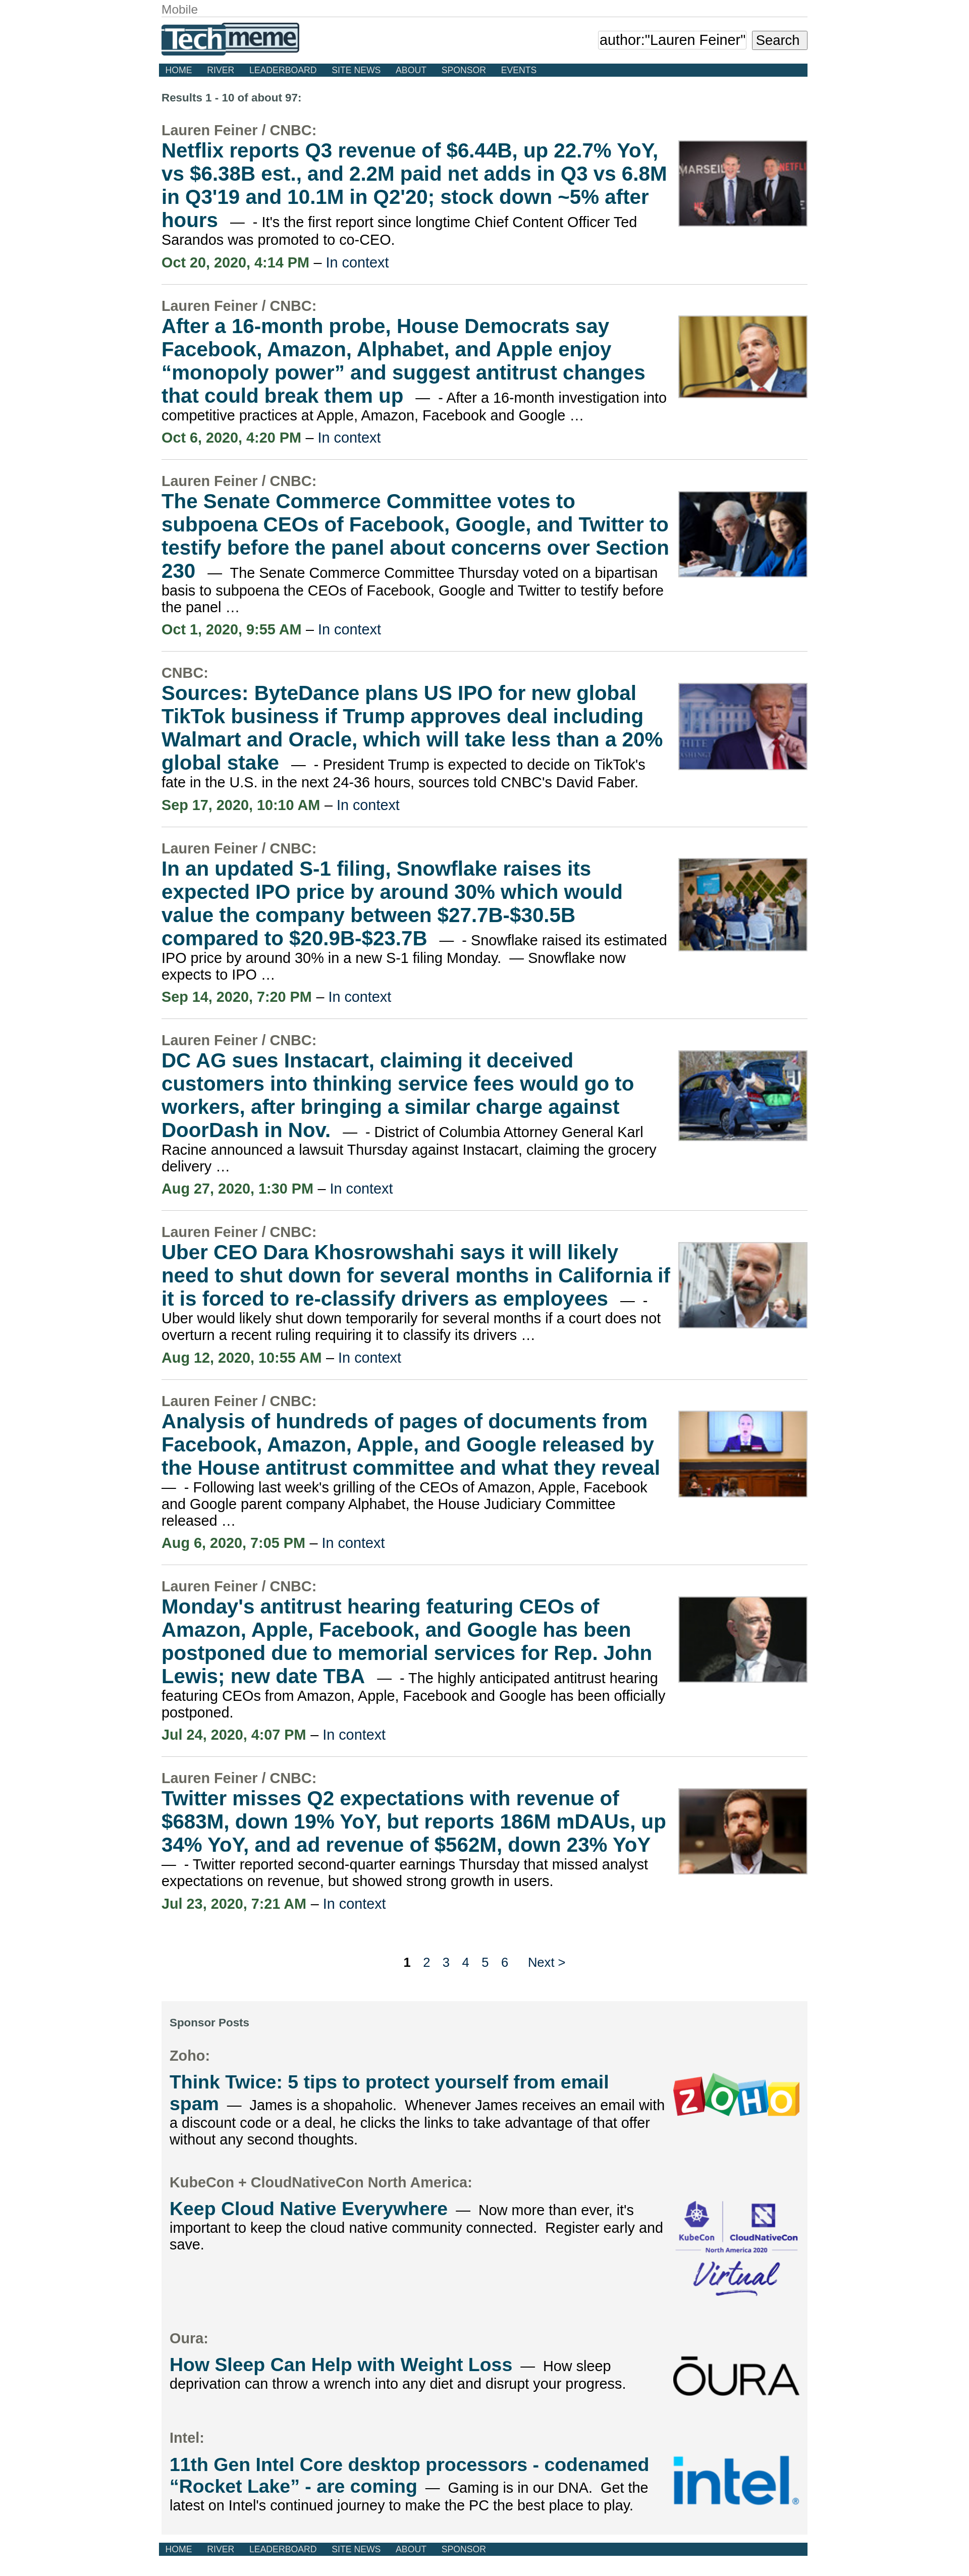 Mobile
Techmeme
author:"Lauren Feiner"
Search
HOME RIVER LEADERBOARD SITE NEWS ABOUT SPONSOR EVENTS
Results 1 - 10 of about 97:
Lauren Feiner / CNBC:
Netflix reports Q3 revenue of $6.44B, up 22.7% YoY,
vs $6.38B est., and 2.2M paid net adds in Q3 vs 6.8M
in Q3'19 and 10.1M in Q2'20; stock down ~5% after
hours — - It's the first report since longtime Chief Content Officer Ted
Sarandos was promoted to co-CEO.
Oct 20, 2020, 4:14 PM – In context
Lauren Feiner / CNBC:
After a 16-month probe, House Democrats say
Facebook, Amazon, Alphabet, and Apple enjoy
“monopoly power” and suggest antitrust changes
that could break them up — - After a 16-month investigation into
competitive practices at Apple, Amazon, Facebook and Google …
Oct 6, 2020, 4:20 PM – In context
Lauren Feiner / CNBC:
The Senate Commerce Committee votes to
subpoena CEOs of Facebook, Google, and Twitter to
testify before the panel about concerns over Section
230 — The Senate Commerce Committee Thursday voted on a bipartisan
basis to subpoena the CEOs of Facebook, Google and Twitter to testify before
the panel …
Oct 1, 2020, 9:55 AM – In context
CNBC:
Sources: ByteDance plans US IPO for new global
TikTok business if Trump approves deal including
Walmart and Oracle, which will take less than a 20%
global stake — - President Trump is expected to decide on TikTok's
fate in the U.S. in the next 24-36 hours, sources told CNBC's David Faber.
Sep 17, 2020, 10:10 AM – In context
Lauren Feiner / CNBC:
In an updated S-1 filing, Snowflake raises its
expected IPO price by around 30% which would
value the company between $27.7B-$30.5B
compared to $20.9B-$23.7B — - Snowflake raised its estimated
IPO price by around 30% in a new S-1 filing Monday. — Snowflake now
expects to IPO …
Sep 14, 2020, 7:20 PM – In context
Lauren Feiner / CNBC:
DC AG sues Instacart, claiming it deceived
customers into thinking service fees would go to
workers, after bringing a similar charge against
DoorDash in Nov. — - District of Columbia Attorney General Karl
Racine announced a lawsuit Thursday against Instacart, claiming the grocery
delivery …
Aug 27, 2020, 1:30 PM – In context
Lauren Feiner / CNBC:
Uber CEO Dara Khosrowshahi says it will likely
need to shut down for several months in California if
it is forced to re-classify drivers as employees — -
Uber would likely shut down temporarily for several months if a court does not
overturn a recent ruling requiring it to classify its drivers …
Aug 12, 2020, 10:55 AM – In context
Lauren Feiner / CNBC:
Analysis of hundreds of pages of documents from
Facebook, Amazon, Apple, and Google released by
the House antitrust committee and what they reveal
— - Following last week's grilling of the CEOs of Amazon, Apple, Facebook
and Google parent company Alphabet, the House Judiciary Committee
released …
Aug 6, 2020, 7:05 PM – In context
Lauren Feiner / CNBC:
Monday's antitrust hearing featuring CEOs of
Amazon, Apple, Facebook, and Google has been
postponed due to memorial services for Rep. John
Lewis; new date TBA — - The highly anticipated antitrust hearing
featuring CEOs from Amazon, Apple, Facebook and Google has been officially
postponed.
Jul 24, 2020, 4:07 PM – In context
Lauren Feiner / CNBC:
Twitter misses Q2 expectations with revenue of
$683M, down 19% YoY, but reports 186M mDAUs, up
34% YoY, and ad revenue of $562M, down 23% YoY
— - Twitter reported second-quarter earnings Thursday that missed analyst
expectations on revenue, but showed strong growth in users.
Jul 23, 2020, 7:21 AM – In context
1 2 3 4 5 6 Next >
Sponsor Posts
Zoho:
Think Twice: 5 tips to protect yourself from email
spam — James is a shopaholic. Whenever James receives an email with
a discount code or a deal, he clicks the links to take advantage of that offer
without any second thoughts.
ZOHO
KubeCon + CloudNativeCon North America:
Keep Cloud Native Everywhere — Now more than ever, it's
important to keep the cloud native community connected. Register early and
save.
KubeCon CloudNativeCon
North America 2020
Virtual
Oura:
How Sleep Can Help with Weight Loss — How sleep
deprivation can throw a wrench into any diet and disrupt your progress.
ŌURA
Intel:
11th Gen Intel Core desktop processors - codenamed
“Rocket Lake” - are coming — Gaming is in our DNA. Get the
latest on Intel's continued journey to make the PC the best place to play.
intel.
HOME RIVER LEADERBOARD SITE NEWS ABOUT SPONSOR